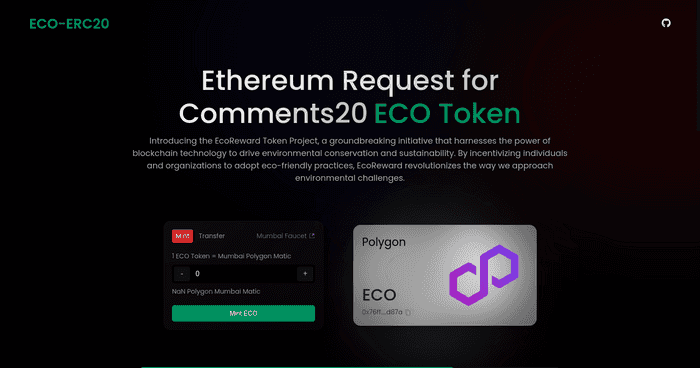 ECO-ERC20
Ethereum Request for
Comments20 ECO Token
Introducing the EcoReward Token Project, a groundbreaking initiative that harnesses the power of
blockchain technology to drive environmental conservation and sustainability. By incentivizing individuals
and organizations to adopt eco-friendly practices, EcoReward revolutionizes the way we approach
environmental challenges.
Mint Transfer Mumbai Faucet
1 ECO Token = Mumbai Polygon Matic
- 0 +
NaN Polygon Mumbai Matic
Mint ECO
Polygon
ECO
0x76ff...d87a